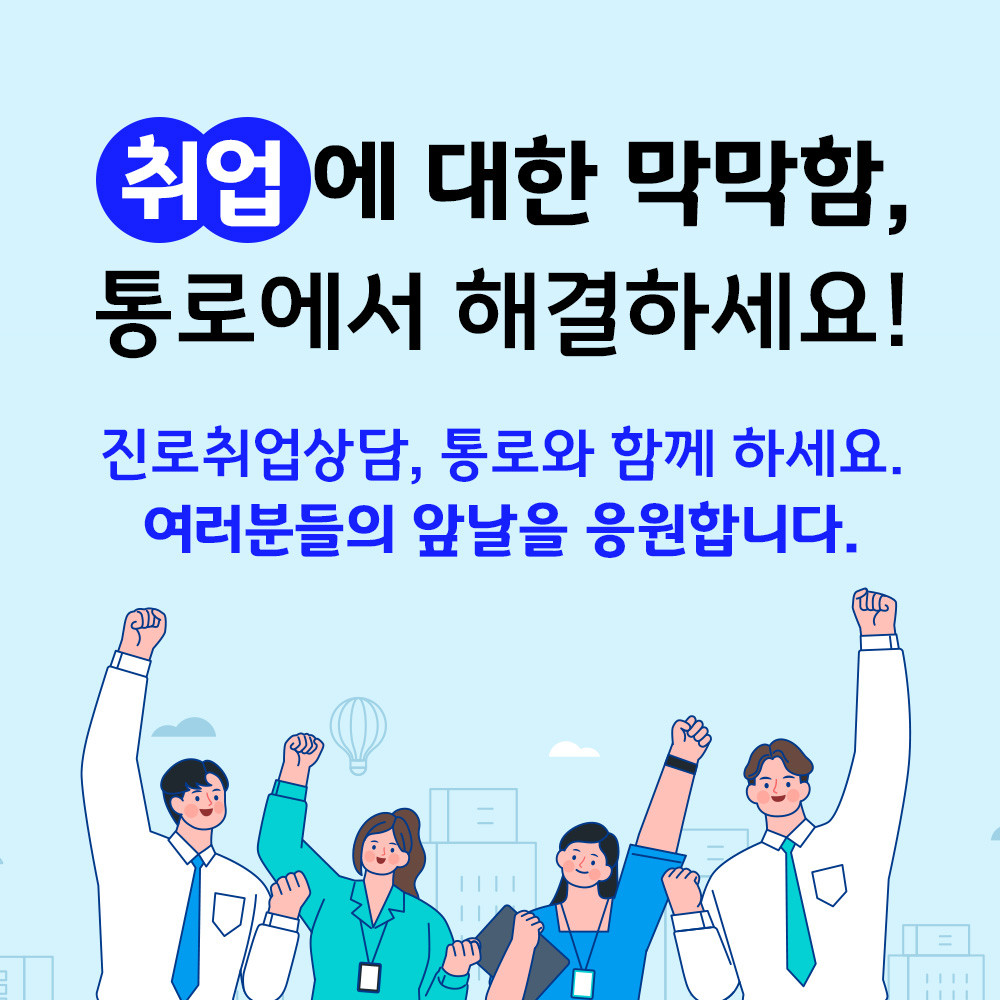 취업에 대한 막막함,
통로에서 해결하세요!
진로취업상담, 통로와 함께 하세요.
여러분들의 앞날을 응원합니다.